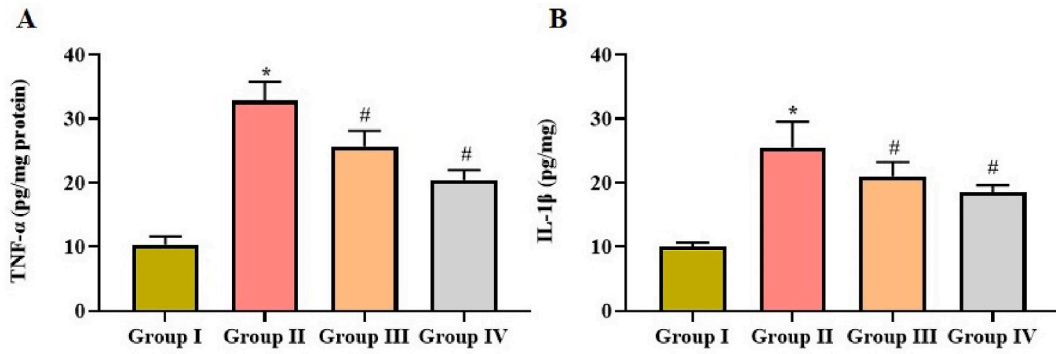 A
TNF-α (pg/mg protein)
40
30
20
10
0
*
#
#
Group I
Group II
Group III
Group IV
B
IL-1β (pg/mg)
40
30
20
10
0
*
#
#
Group I
Group II
Group III
Group IV